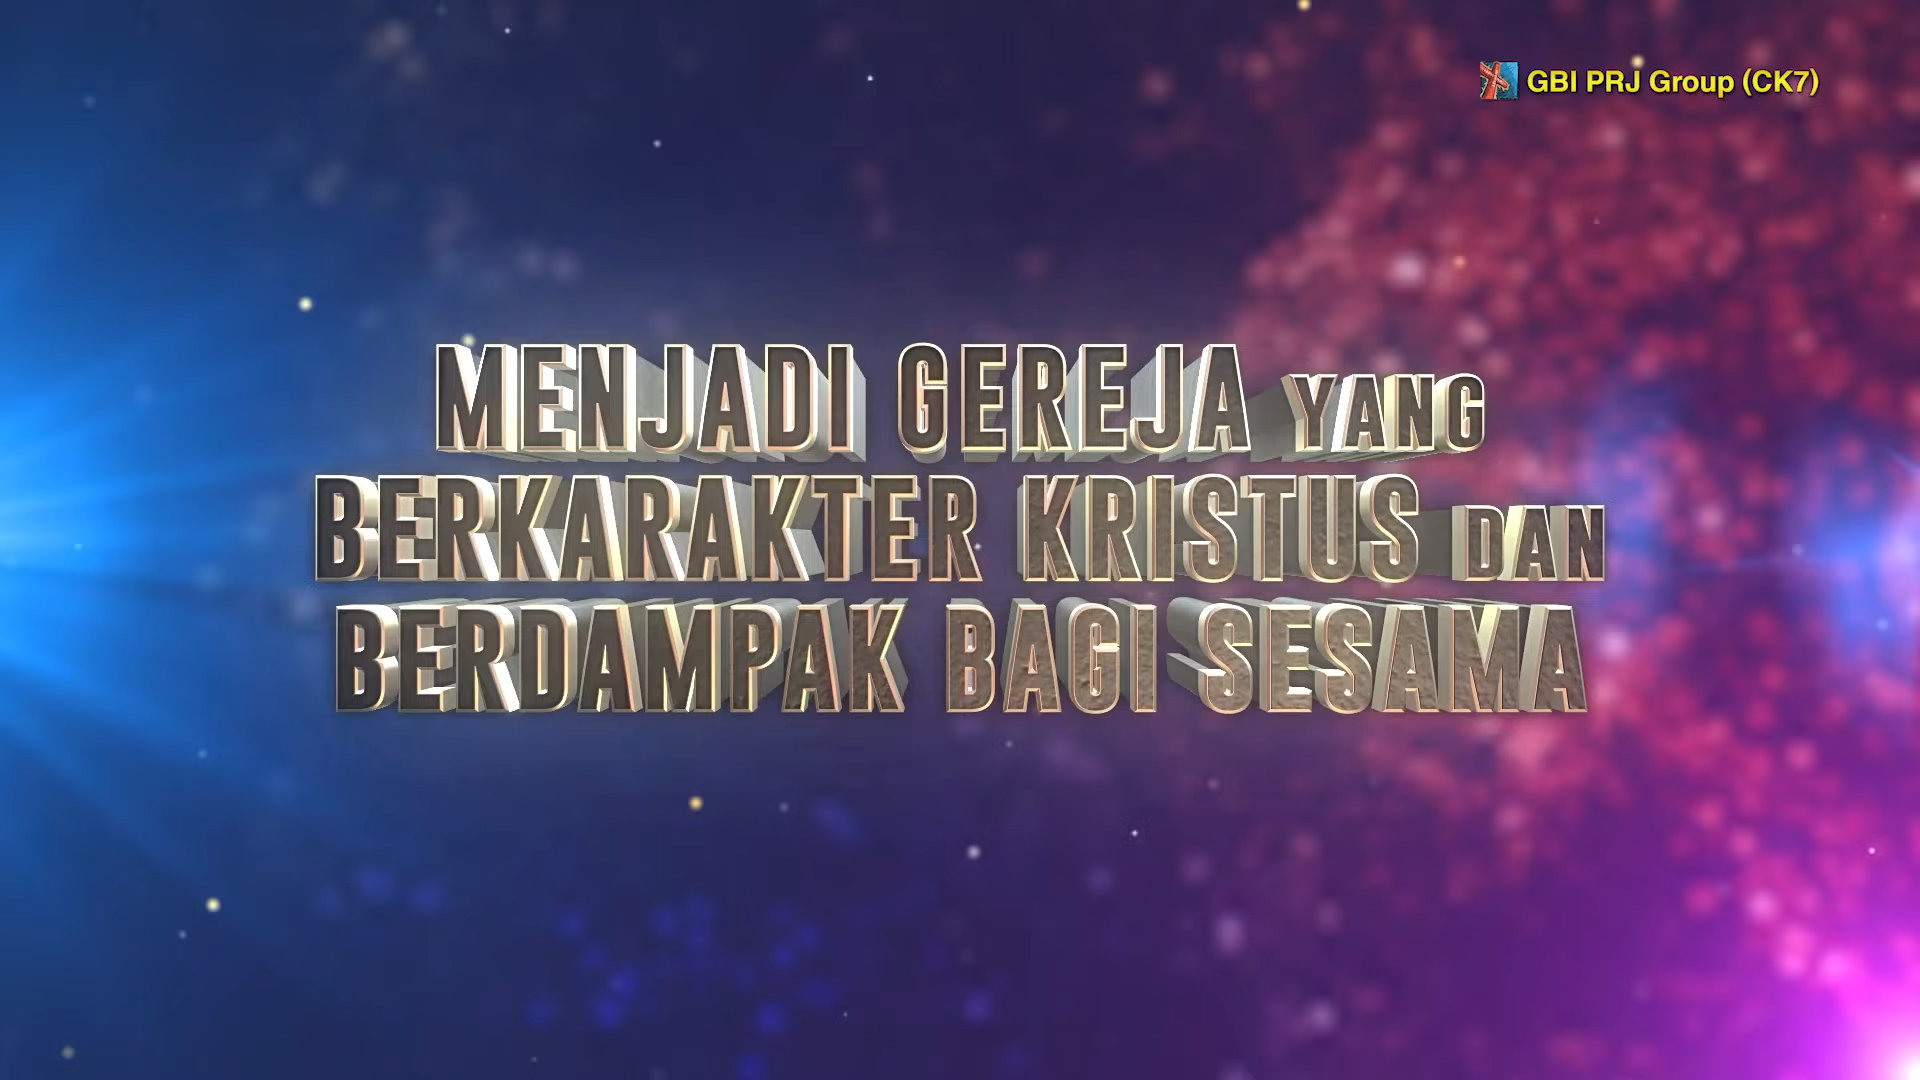 GBI PRJ Group (CK7)
MENJADI GEREJA YANG
BERKARAKTER KRISTUS DAN
BERDAMPAK BAGI SESAMA